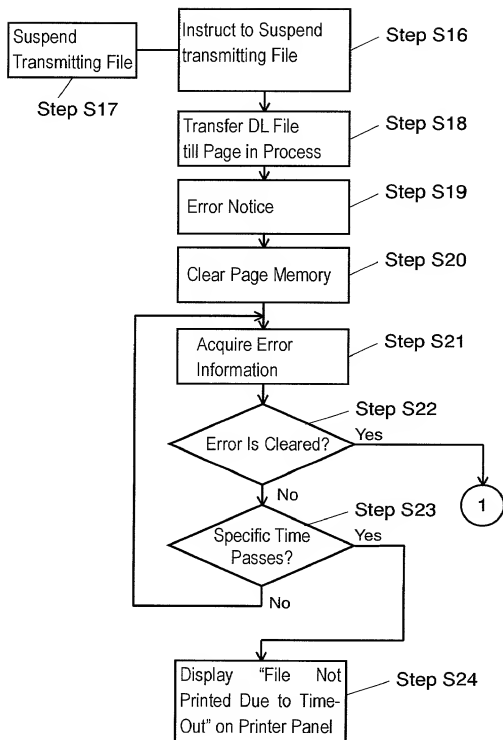 Suspend
Transmitting File
Step S17
Instruct to Suspend
transmitting File
Step S16
Transfer DL File
till Page in Process
Step S18
Error Notice
Step S19
Clear Page Memory
Step S20
Acquire Error
Information
Step S21
Error Is Cleared?
Step S22
Yes
1
No
Specific Time
Passes?
Step S23
Yes
No
Display "File Not
Printed Due to Time-
Out" on Printer Panel
Step S24